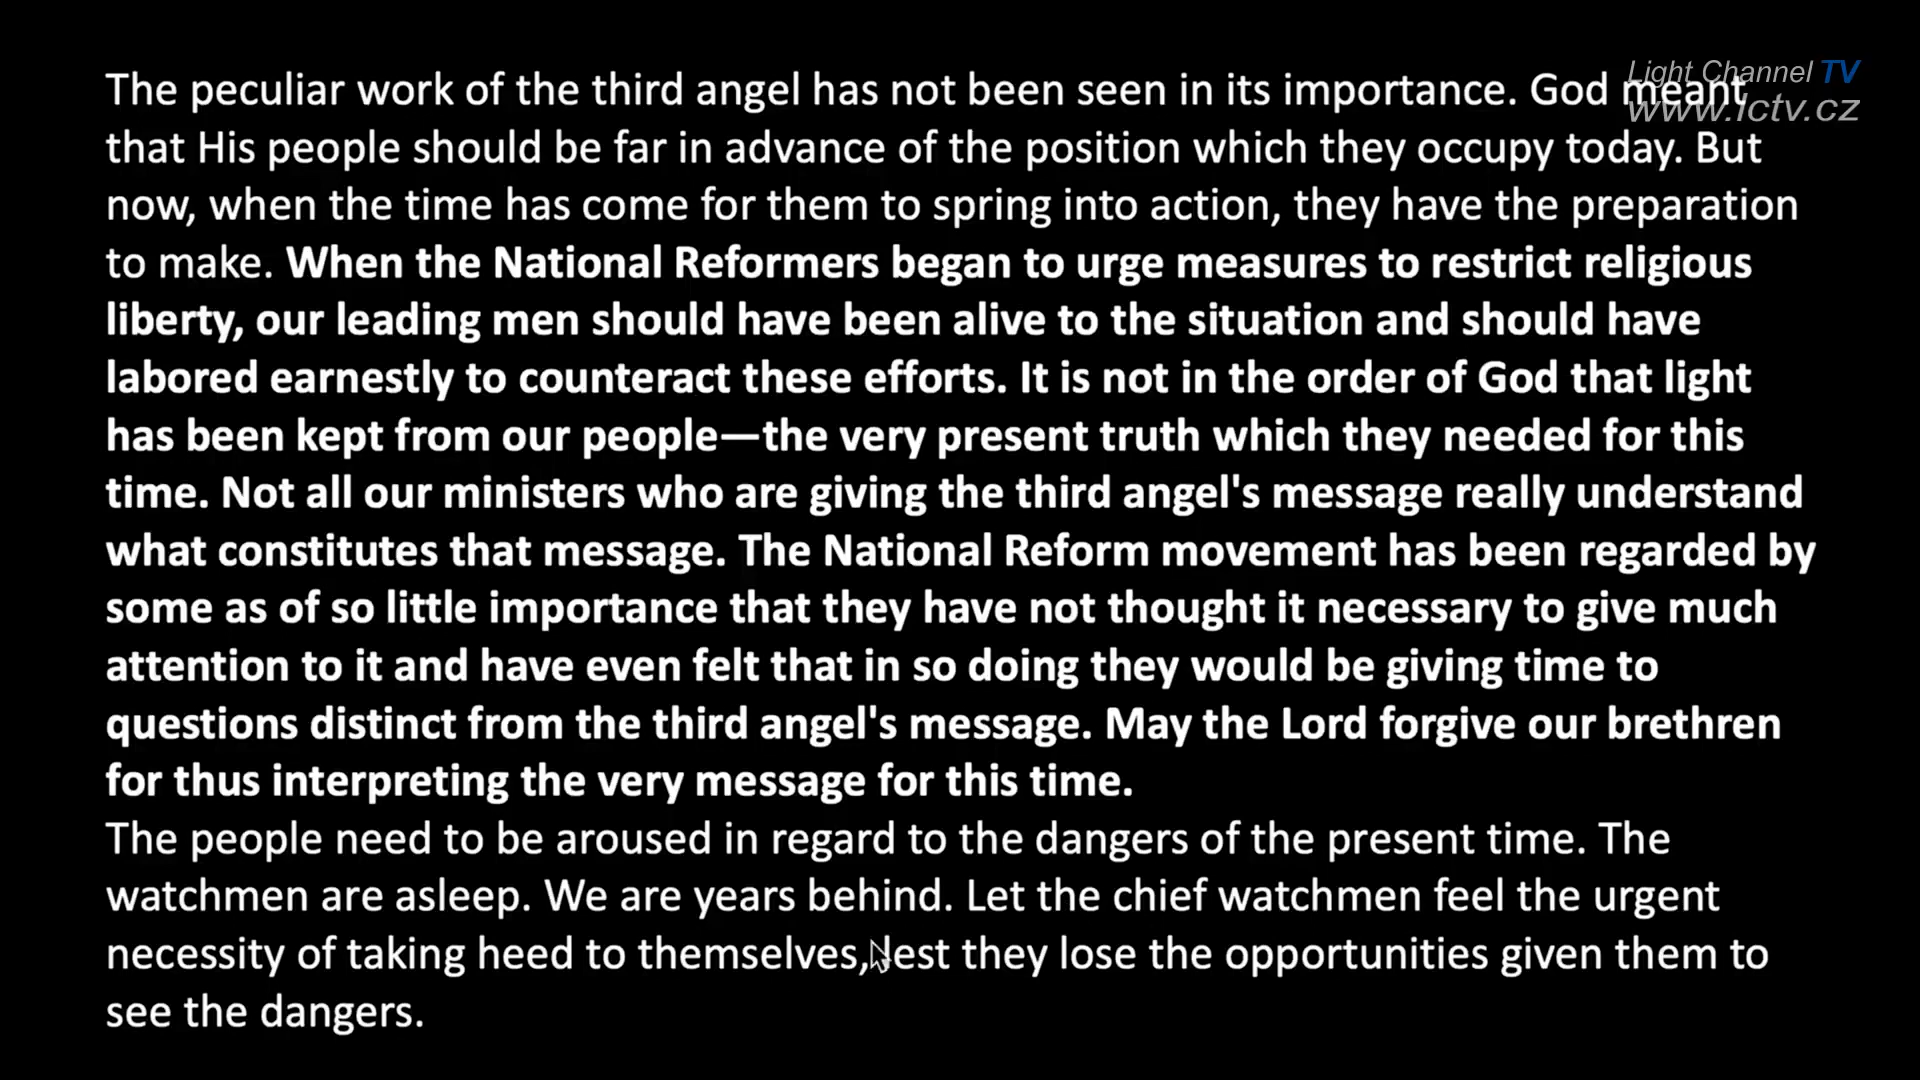 The peculiar work of the third angel has not been seen in its importance. God meant
that His people should be far in advance of the position which they occupy today. But
now, when the time has come for them to spring into action, they have the preparation
to make. When the National Reformers began to urge measures to restrict religious
liberty, our leading men should have been alive to the situation and should have
labored earnestly to counteract these efforts. It is not in the order of God that light
has been kept from our people—the very present truth which they needed for this
time. Not all our ministers who are giving the third angel's message really understand
what constitutes that message. The National Reform movement has been regarded by
some as of so little importance that they have not thought it necessary to give much
attention to it and have even felt that in so doing they would be giving time to
questions distinct from the third angel's message. May the Lord forgive our brethren
for thus interpreting the very message for this time.
The people need to be aroused in regard to the dangers of the present time. The
watchmen are asleep. We are years behind. Let the chief watchmen feel the urgent
necessity of taking heed to themselves, lest they lose the opportunities given them to
see the dangers.
Light Channel TV
www.lctv.cz